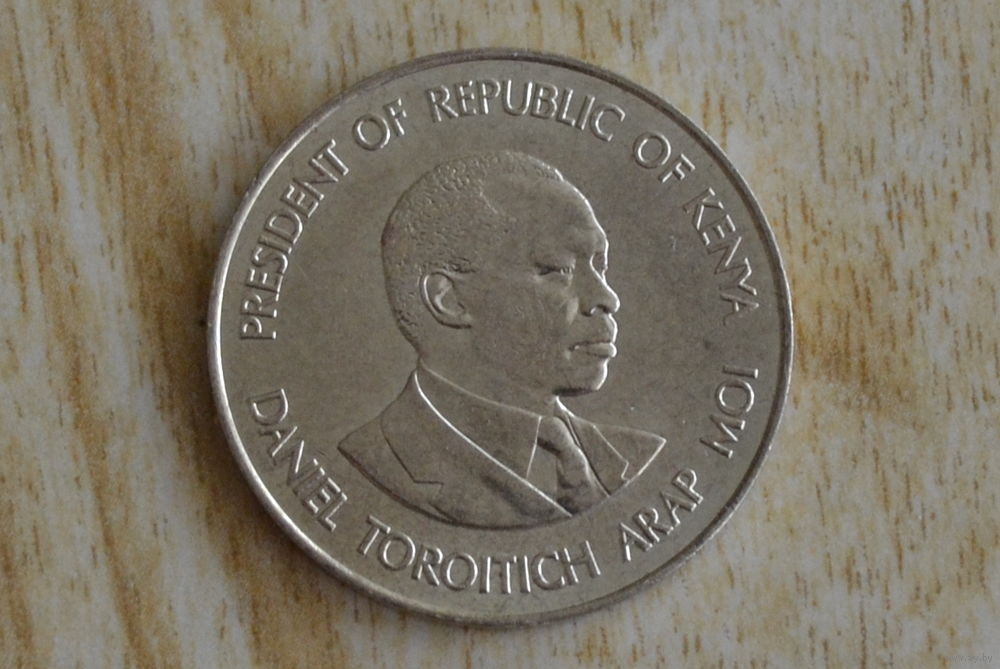 PRESIDENT OF REPUBLIC OF KENYA
DANIEL TOROITICH ARAP MOI